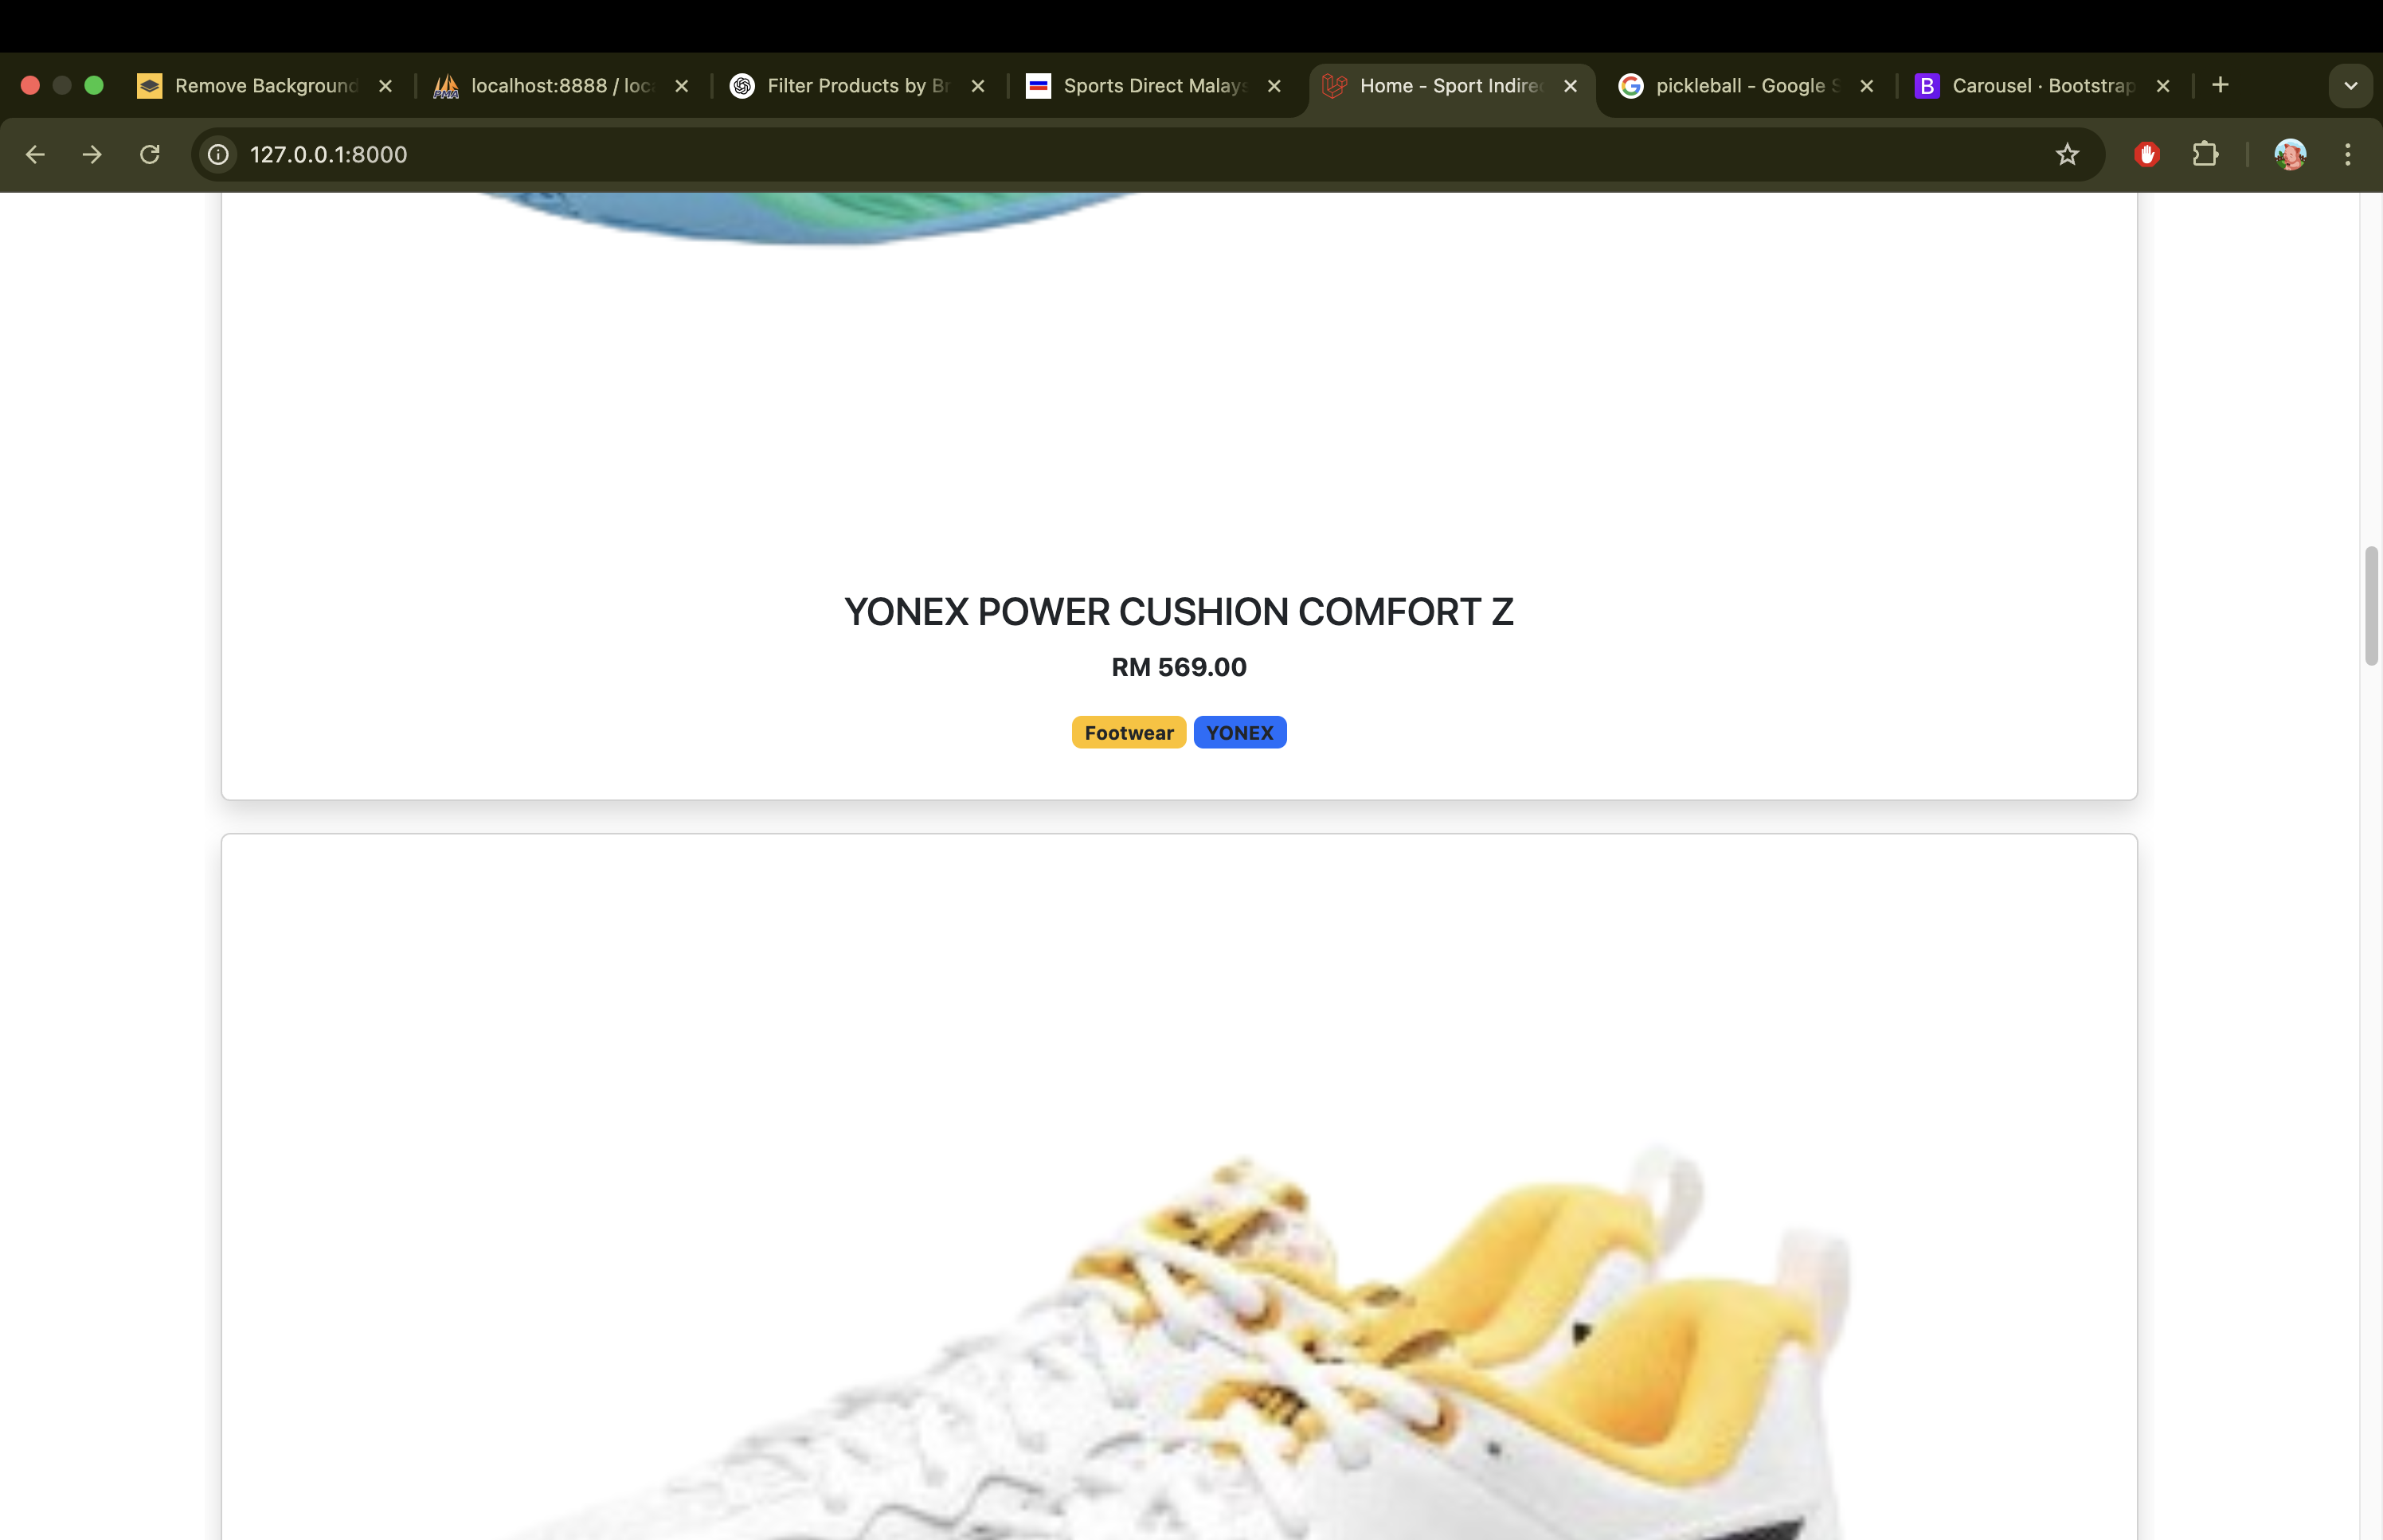 Remove Background
localhost:8888 / loc
Filter Products by Br
Sports Direct Malays
Home - Sport Indire
pickleball - Google S
Carousel · Bootstrap
127.0.0.1:8000
YONEX POWER CUSHION COMFORT Z
RM 569.00
Footwear YONEX